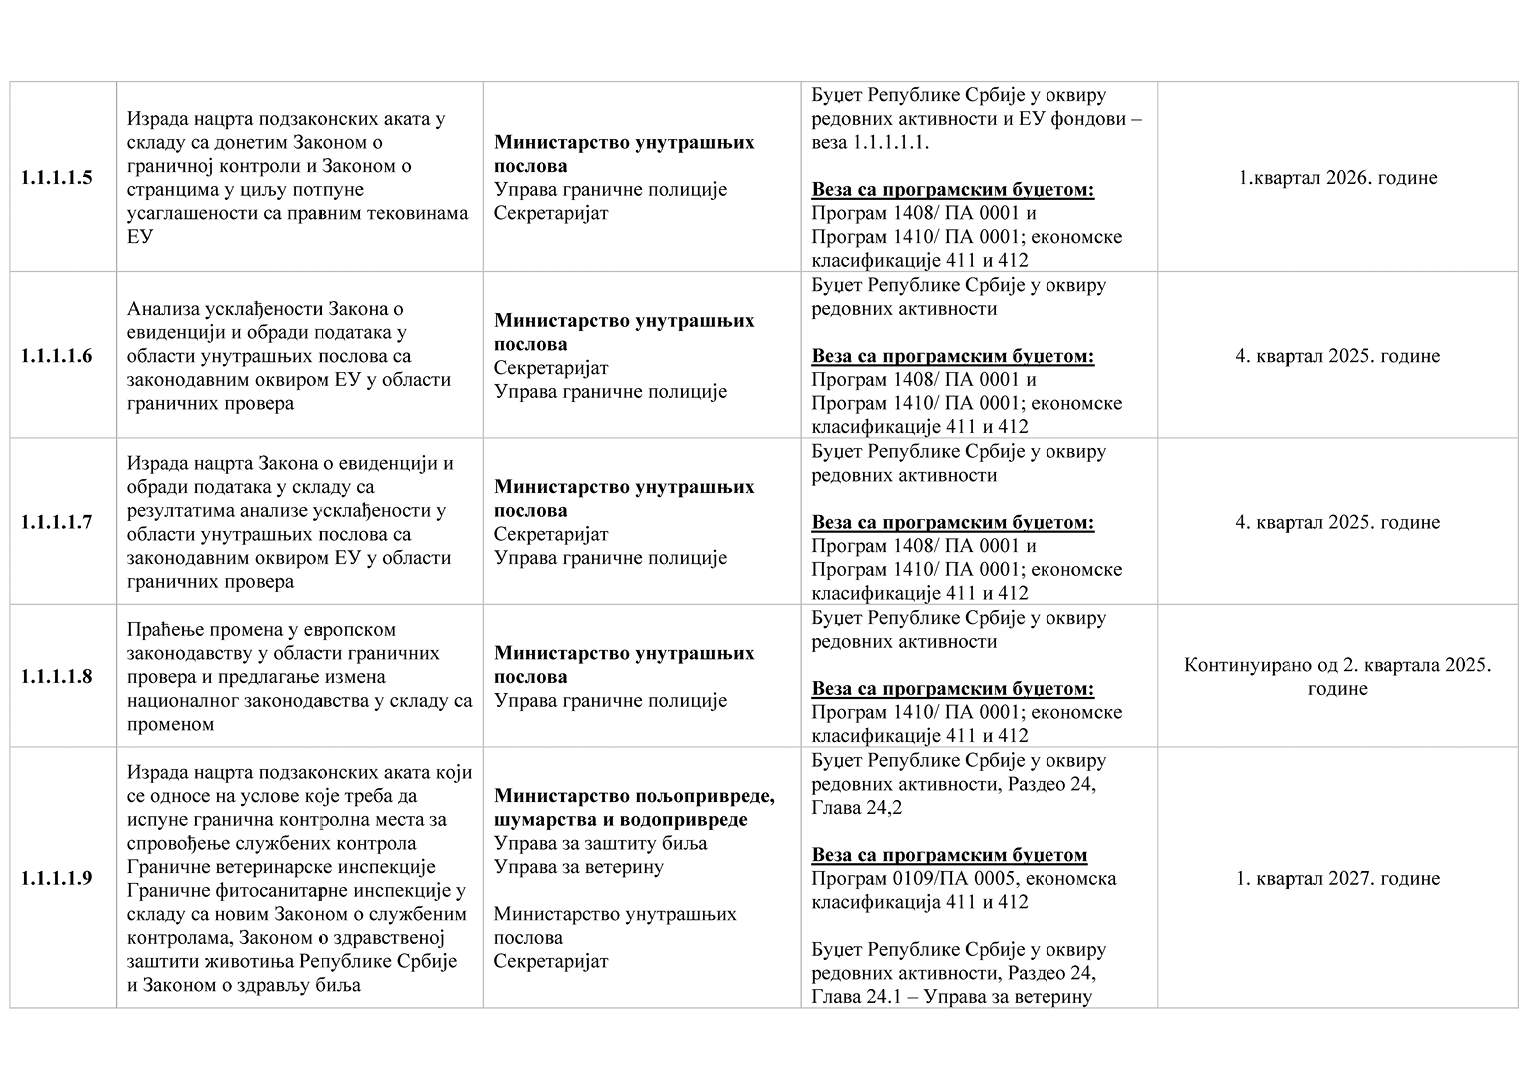 1.1.1.1.5
Израда нацрта подзаконских аката у
складу са донетим Законом о
граничној контроли и Законом о
странцима у циљу потпуне
усаглашености са правним тековинама
ЕУ
Министарство унутрашњих
послова
Управа граничне полиције
Секретаријат
Буџет Републике Србије у оквиру
редовних активности и ЕУ фондови –
веза 1.1.1.1.1.
Веза са програмским буџетом:
Програм 1408/ ПА 0001 и
Програм 1410/ ПА 0001; економске
класификације 411 и 412
1.квартал 2026. године
1.1.1.1.6
Анализа усклађености Закона о
евиденцији и обради података у
области унутрашњих послова са
законодавним оквиром ЕУ у области
граничних провера
Министарство унутрашњих
послова
Секретаријат
Управа граничне полиције
Буџет Републике Србије у оквиру
редовних активности
Веза са програмским буџетом:
Програм 1408/ ПА 0001 и
Програм 1410/ ПА 0001; економске
класификације 411 и 412
4. квартал 2025. године
1.1.1.1.7
Израда нацрта Закона о евиденцији и
обради података у складу са
резултатима анализе усклађености у
области унутрашњих послова са
законодавним оквиром ЕУ у области
граничних провера
Министарство унутрашњих
послова
Секретаријат
Управа граничне полиције
Буџет Републике Србије у оквиру
редовних активности
Веза са програмским буџетом:
Програм 1408/ ПА 0001 и
Програм 1410/ ПА 0001; економске
класификације 411 и 412
4. квартал 2025. године
1.1.1.1.8
Праћење промена у европском
законодавству у области граничних
провера и предлагање измена
националног законодавства у складу са
променом
Министарство унутрашњих
послова
Управа граничне полиције
Буџет Републике Србије у оквиру
редовних активности
Веза са програмским буџетом:
Програм 1410/ ПА 0001; економске
класификације 411 и 412
Континуирано од 2. квартала 2025.
године
1.1.1.1.9
Израда нацрта подзаконских аката који
се односе на услове које треба да
испуне гранична контролна места за
спровођење службених контрола
Граничне ветеринарске инспекције
Граничне фитосанитарне инспекције у
складу са новим Законом о службеним
контролама, Законом о здравственој
заштити животиња Републике Србије
и Законом о здрављу биља
Министарство пољопривреде,
шумарства и водопривреде
Управа за заштиту биља
Управа за ветерину
Министарство унутрашњих
послова
Секретаријат
Буџет Републике Србије у оквиру
редовних активности, Раздео 24,
Глава 24,2
Веза са програмским буџетом
Програм 0109/ПА 0005, економска
класификација 411 и 412
Буџет Републике Србије у оквиру
редовних активности, Раздео 24,
Глава 24.1 – Управа за ветерину
1. квартал 2027. године